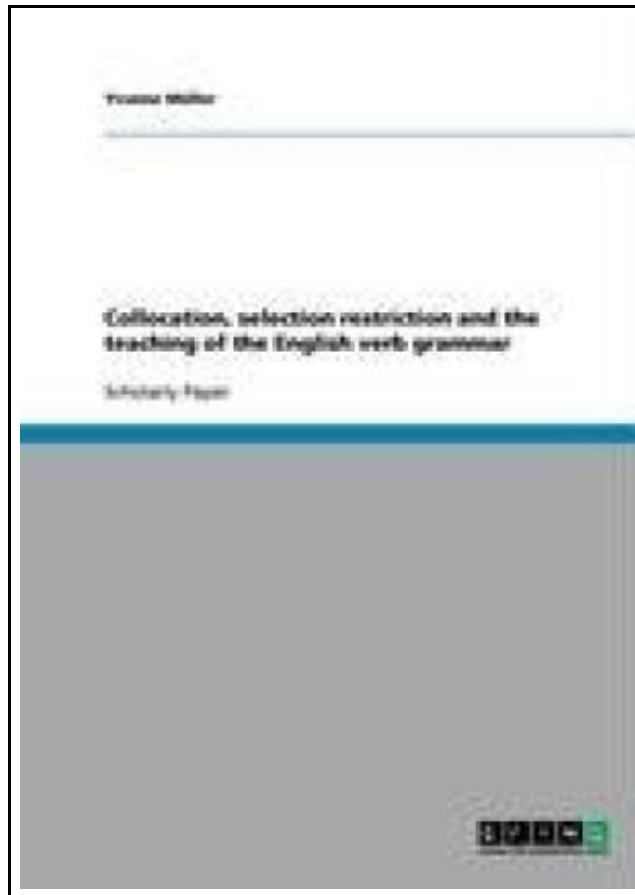 Yvonne Müller
Collocation, selection restriction and the
teaching of the English verb grammar
Scholarly Paper